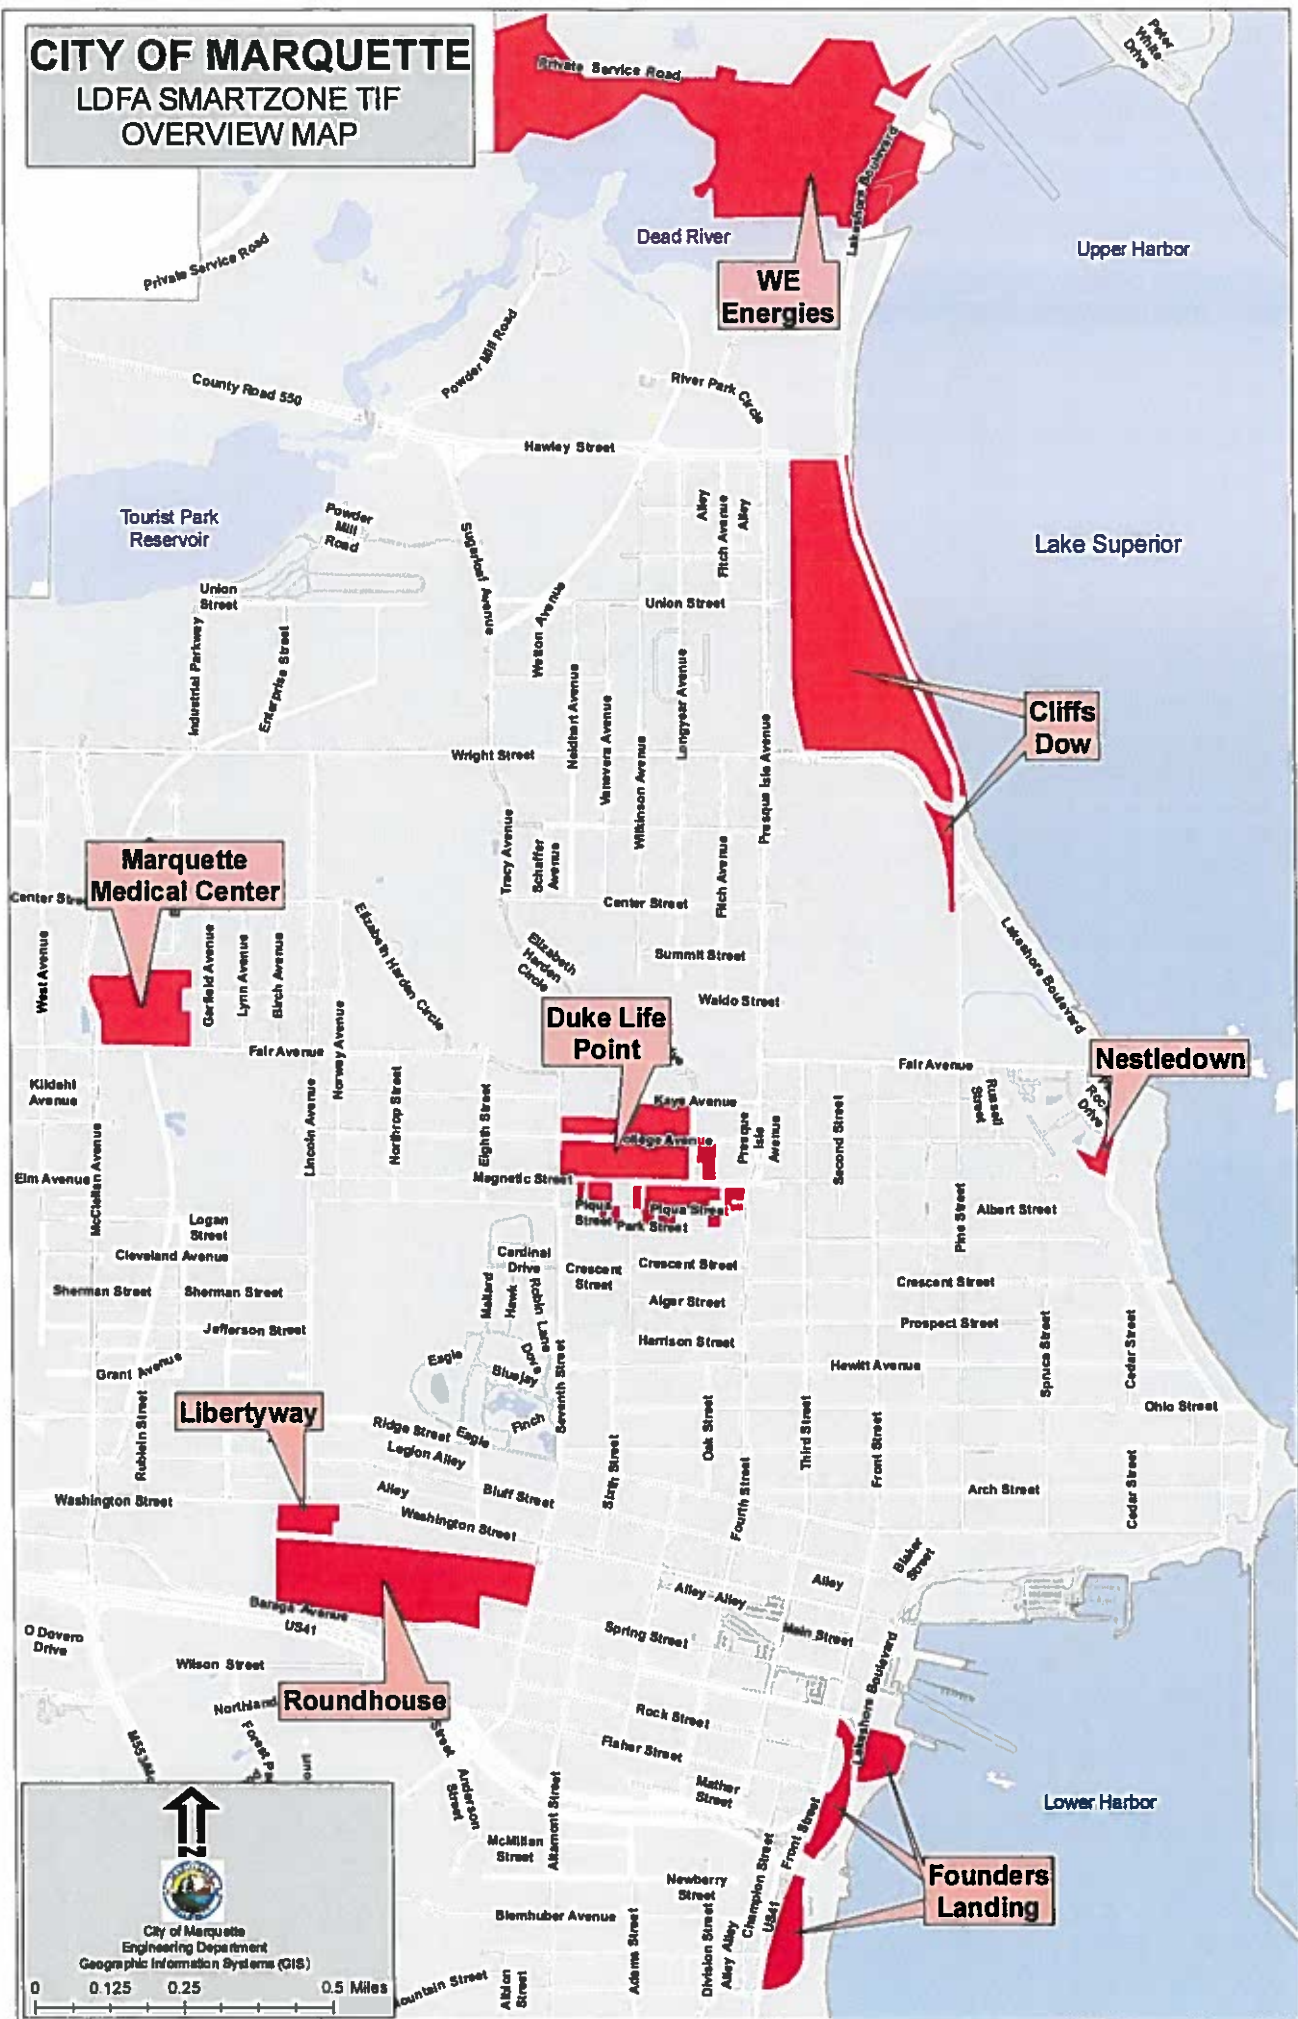 CITY OF MARQUETTE
LDFA SMARTZONE TIF
OVERVIEW MAP
Peter
White
Drive
Private Service Road
Lakeshore Boulevard
Dead River
Upper Harbor
Private Service Road
WE
Energies
Powder Mill Road
County Road 550
River Park Circle
Hawley Street
Tourist Park
Reservoir
Powder
Mill
Road
Sugarloaf Avenue
Alley
Fitch Avenue
Alley
Lake Superior
Union
Street
Union Street
Industrial Parkway
Enterprise Street
Wetton Avenue
Neidhart Avenue
Vanevera Avenue
Wilkinson Avenue
Longyear Avenue
Presque Isle Avenue
Cliffs
Dow
Wright Street
Tracy Avenue
Schaffer
Avenue
Fitch Avenue
Marquette
Medical Center
Center Stree
Center Street
West Avenue
Garfield Avenue
Lynn Avenue
Birch Avenue
Elizabeth Harden Circle
Elizabeth
Harden
Circle
Summit Street
Waldo Street
Lakeshore Boulevard
Norway Avenue
Duke Life
Point
Fair Avenue
Fair Avenue
Nestledown
Kildahl
Avenue
Lincoln Avenue
Northrop Street
Eighth Street
Kaye Avenue
College Avenue
Presque
Isle
Avenue
Second Street
Russell
Street
Drive
Elm Avenue
McClellan Avenue
Magnetic Street
Piqua
Street
Piqua Street
Park Street
Pine Street
Albert Street
Logan
Street
Cleveland Avenue
Cardinal
Drive
Crescent
Street
Crescent Street
Crescent Street
Sherman Street
Sherman Street
Mallard
Hawk
Robin Lane
Alger Street
Jefferson Street
Harrison Street
Prospect Street
Spruce Street
Cedar Street
Grant Avenue
Eagle
Dove
Bluejay
Seventh Street
Hewitt Avenue
Libertyway
Rublein Street
Ridge Street
Eagle
Finch
Legion Alley
Oak Street
Third Street
Front Street
Ohio Street
Sixth Street
Fourth Street
Washington Street
Alley
Bluff Street
Washington Street
Arch Street
Cedar Street
Blaker
Street
Alley
Alley
Alley
Baraga Avenue
US41
Spring Street
Main Street
O Dovero
Drive
Wilson Street
Lakeshore Boulevard
Northland
Roundhouse
Rock Street
Fisher Street
Street
Anderson
Street
Altamont Street
Mather
Street
Front Street
Lower Harbor
McMillan
Street
Champion Street
Newberry
Street
Founders
Landing
N
City of Marquette
Engineering Department
Geographic Information Systems (GIS)
Blemhuber Avenue
Adams Street
Division Street
Alley
Alley
US41
0 0.125 0.25 0.5 Miles
ountain Street
Albion
Street